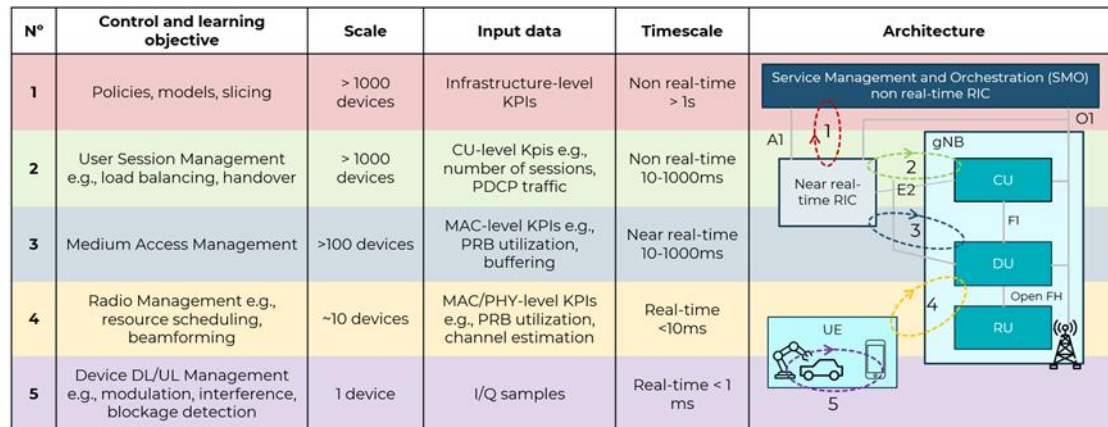 Nº
Control and learning
objective
Scale
Input data
Timescale
Architecture
1
Policies, models, slicing
> 1000
devices
Infrastructure-level
KPIs
Non real-time
> 1s
2
User Session Management
e.g., load balancing, handover
> 1000
devices
CU-level Kpis e.g.,
number of sessions,
PDCP traffic
Non real-time
10-1000ms
3
Medium Access Management
>100 devices
MAC-level KPIs e.g.,
PRB utilization,
buffering
Near real-time
10-1000ms
4
Radio Management e.g.,
resource scheduling,
beamforming
~10 devices
MAC/PHY-level KPIs
e.g., PRB utilization,
channel estimation
Real-time
<10ms
5
Device DL/UL Management
e.g., modulation, interference,
blockage detection
1 device
I/Q samples
Real-time < 1
ms
Service Management and Orchestration (SMO)
non real-time RIC
A1
1
O1
gNB
2
Near real-
time RIC
E2
CU
3
F1
DU
4
Open FH
RU
UE
5